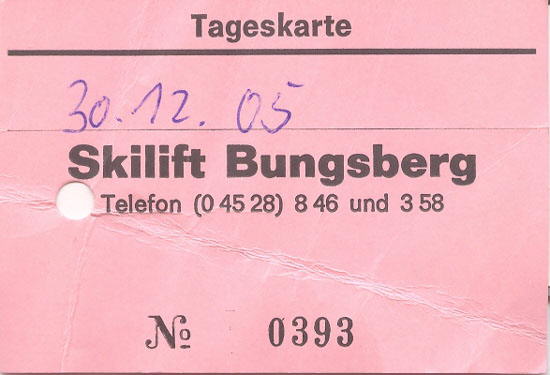 Tageskarte
30.12.05
Skilift Bungsberg
Telefon (0 45 28) 8 46 und 3 58
№ 0393